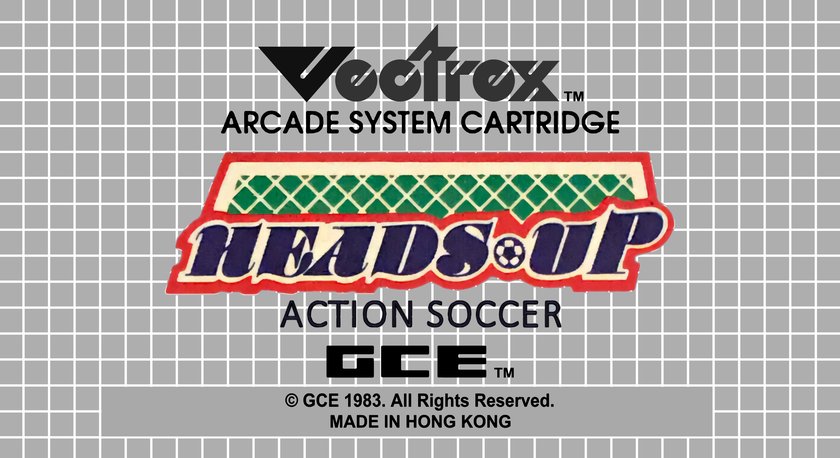 Vectrex™
ARCADE SYSTEM CARTRIDGE
HEADS UP
ACTION SOCCER
GCE™
© GCE 1983. All Rights Reserved.
MADE IN HONG KONG